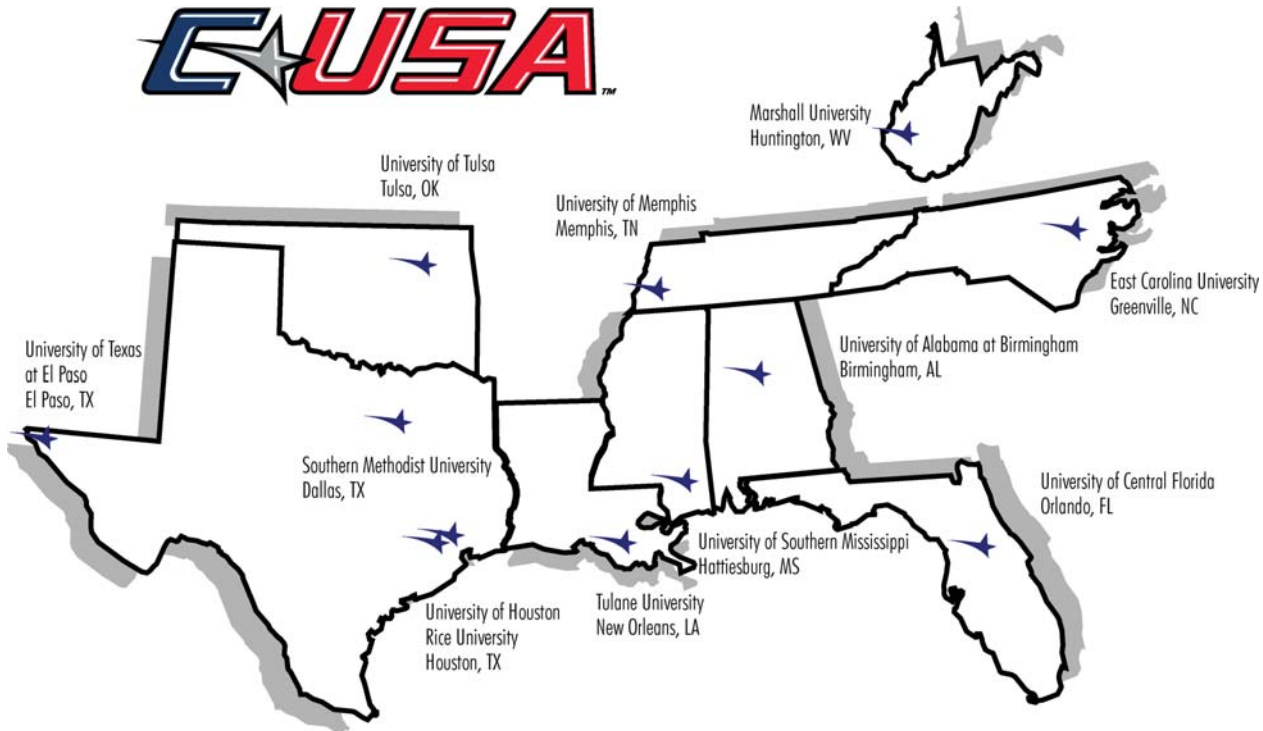 C USA
TM
Marshall University
Huntington, WV
University of Tulsa
Tulsa, OK
University of Memphis
Memphis, TN
East Carolina University
Greenville, NC
University of Texas
at El Paso
El Paso, TX
University of Alabama at Birmingham
Birmingham, AL
Southern Methodist University
Dallas, TX
University of Central Florida
Orlando, FL
University of Southern Mississippi
Hattiesburg, MS
University of Houston
Rice University
Houston, TX
Tulane University
New Orleans, LA